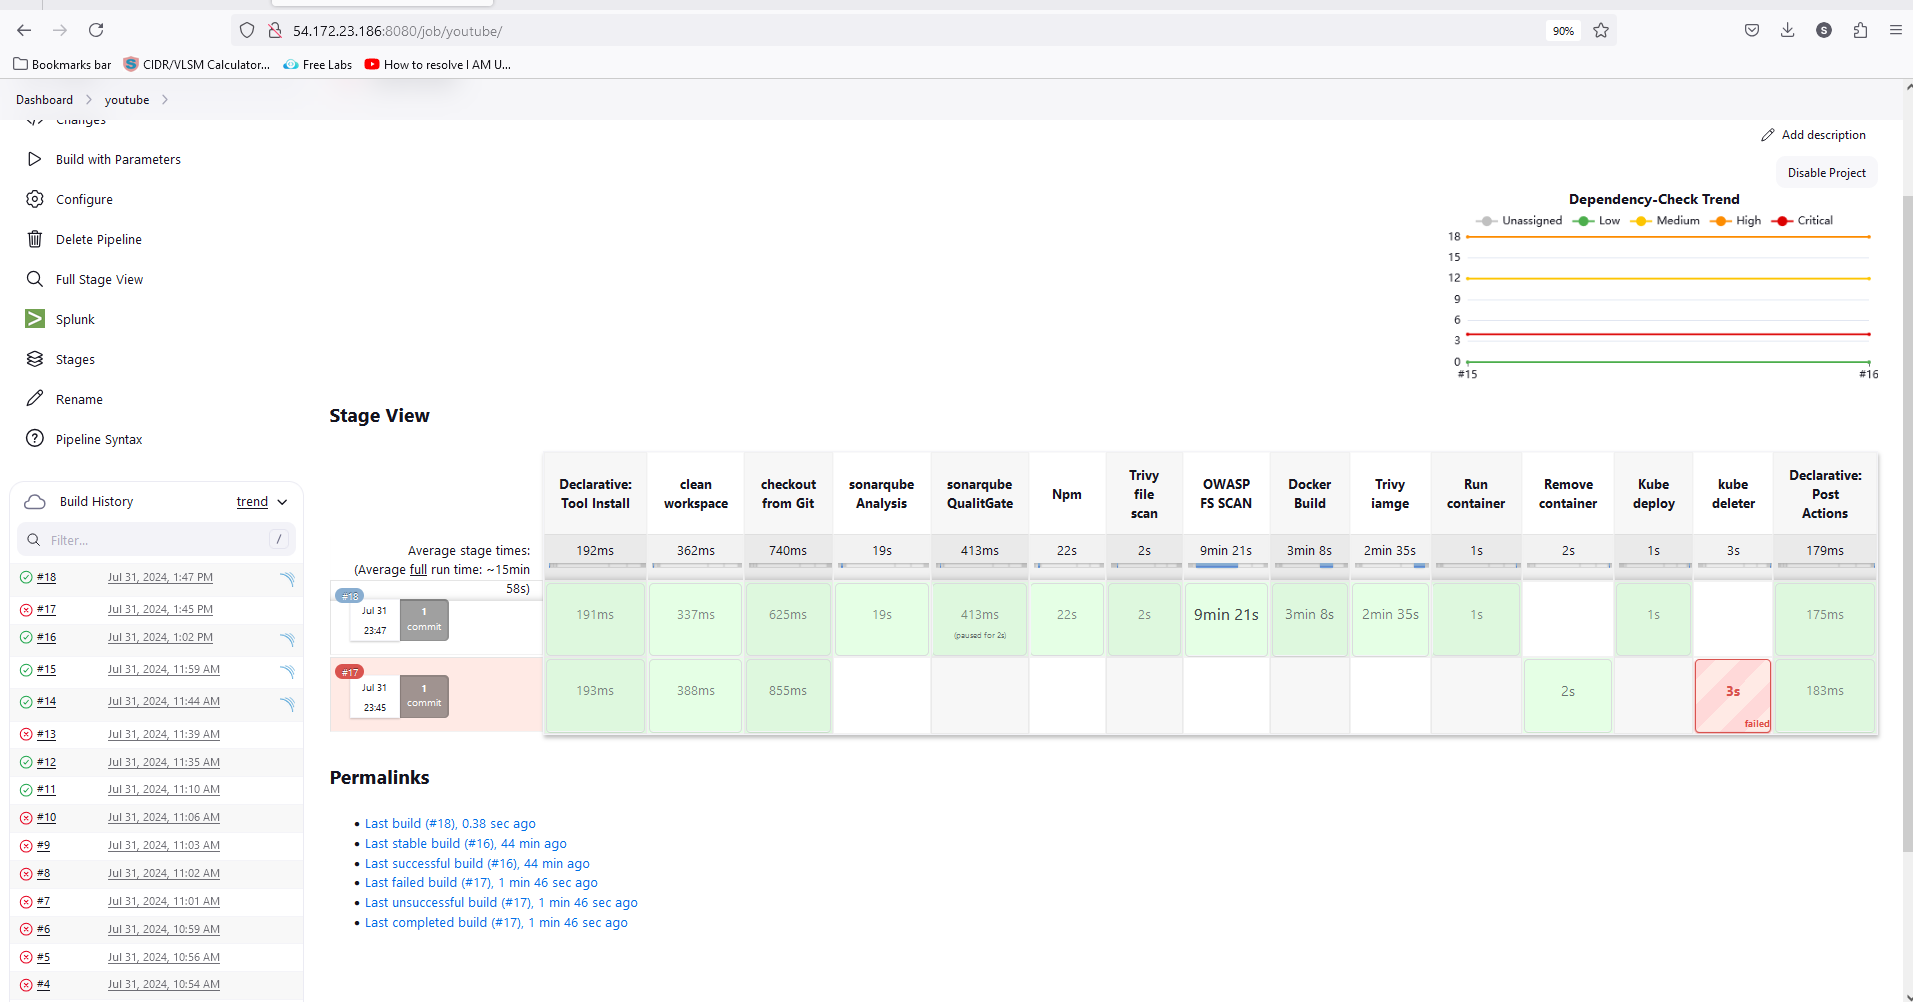 54.172.23.186:8080/job/youtube/
90%
S
Bookmarks bar
S CIDR/VLSM Calculator...
Free Labs
How to resolve I AM U...
Dashboard
youtube
Changes
Build with Parameters
Configure
Delete Pipeline
Full Stage View
Splunk
Stages
Rename
Pipeline Syntax
Build History
trend
Filter...
/
#18 Jul 31, 2024, 1:47 PM
#17 Jul 31, 2024, 1:45 PM
#16 Jul 31, 2024, 1:02 PM
#15 Jul 31, 2024, 11:59 AM
#14 Jul 31, 2024, 11:44 AM
#13 Jul 31, 2024, 11:39 AM
#12 Jul 31, 2024, 11:35 AM
#11 Jul 31, 2024, 11:10 AM
#10 Jul 31, 2024, 11:06 AM
#9 Jul 31, 2024, 11:03 AM
#8 Jul 31, 2024, 11:02 AM
#7 Jul 31, 2024, 11:01 AM
#6 Jul 31, 2024, 10:59 AM
#5 Jul 31, 2024, 10:56 AM
#4 Jul 31, 2024, 10:54 AM
Add description
Disable Project
Dependency-Check Trend
Unassigned Low Medium High Critical
18
15
12
9
6
3
0
#15 #16
Stage View
Declarative: Tool Install
clean workspace
checkout from Git
sonarqube Analysis
sonarqube QualitGate
Npm
Trivy file scan
OWASP FS SCAN
Docker Build
Trivy iamge
Run container
Remove container
Kube deploy
kube deleter
Declarative: Post Actions
Average stage times:
(Average full run time: ~15min
58s)
192ms 362ms 740ms 19s 413ms 22s 2s 9min 21s 3min 8s 2min 35s 1s 2s 1s 3s 179ms
#18
Jul 31
23:47
1
commit
191ms 337ms 625ms 19s 413ms 22s 2s 9min 21s 3min 8s 2min 35s 1s 1s 175ms
(paused for 2s)
#17
Jul 31
23:45
1
commit
193ms 388ms 855ms 2s 3s 183ms
failed
Permalinks
Last build (#18), 0.38 sec ago
Last stable build (#16), 44 min ago
Last successful build (#16), 44 min ago
Last failed build (#17), 1 min 46 sec ago
Last unsuccessful build (#17), 1 min 46 sec ago
Last completed build (#17), 1 min 46 sec ago